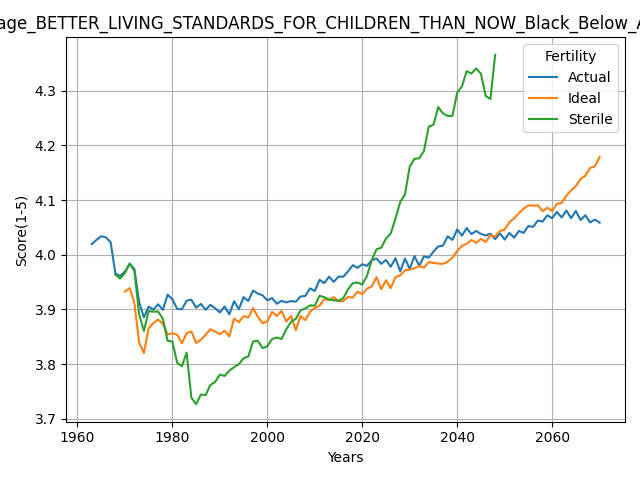 age_BETTER_LIVING_STANDARDS_FOR_CHILDREN_THAN_NOW_Black_Below_A
Fertility
Actual
Ideal
Sterile
Score(1-5)
4.3
4.2
4.1
4.0
3.9
3.8
3.7
1960
1980
2000
2020
2040
2060
Years